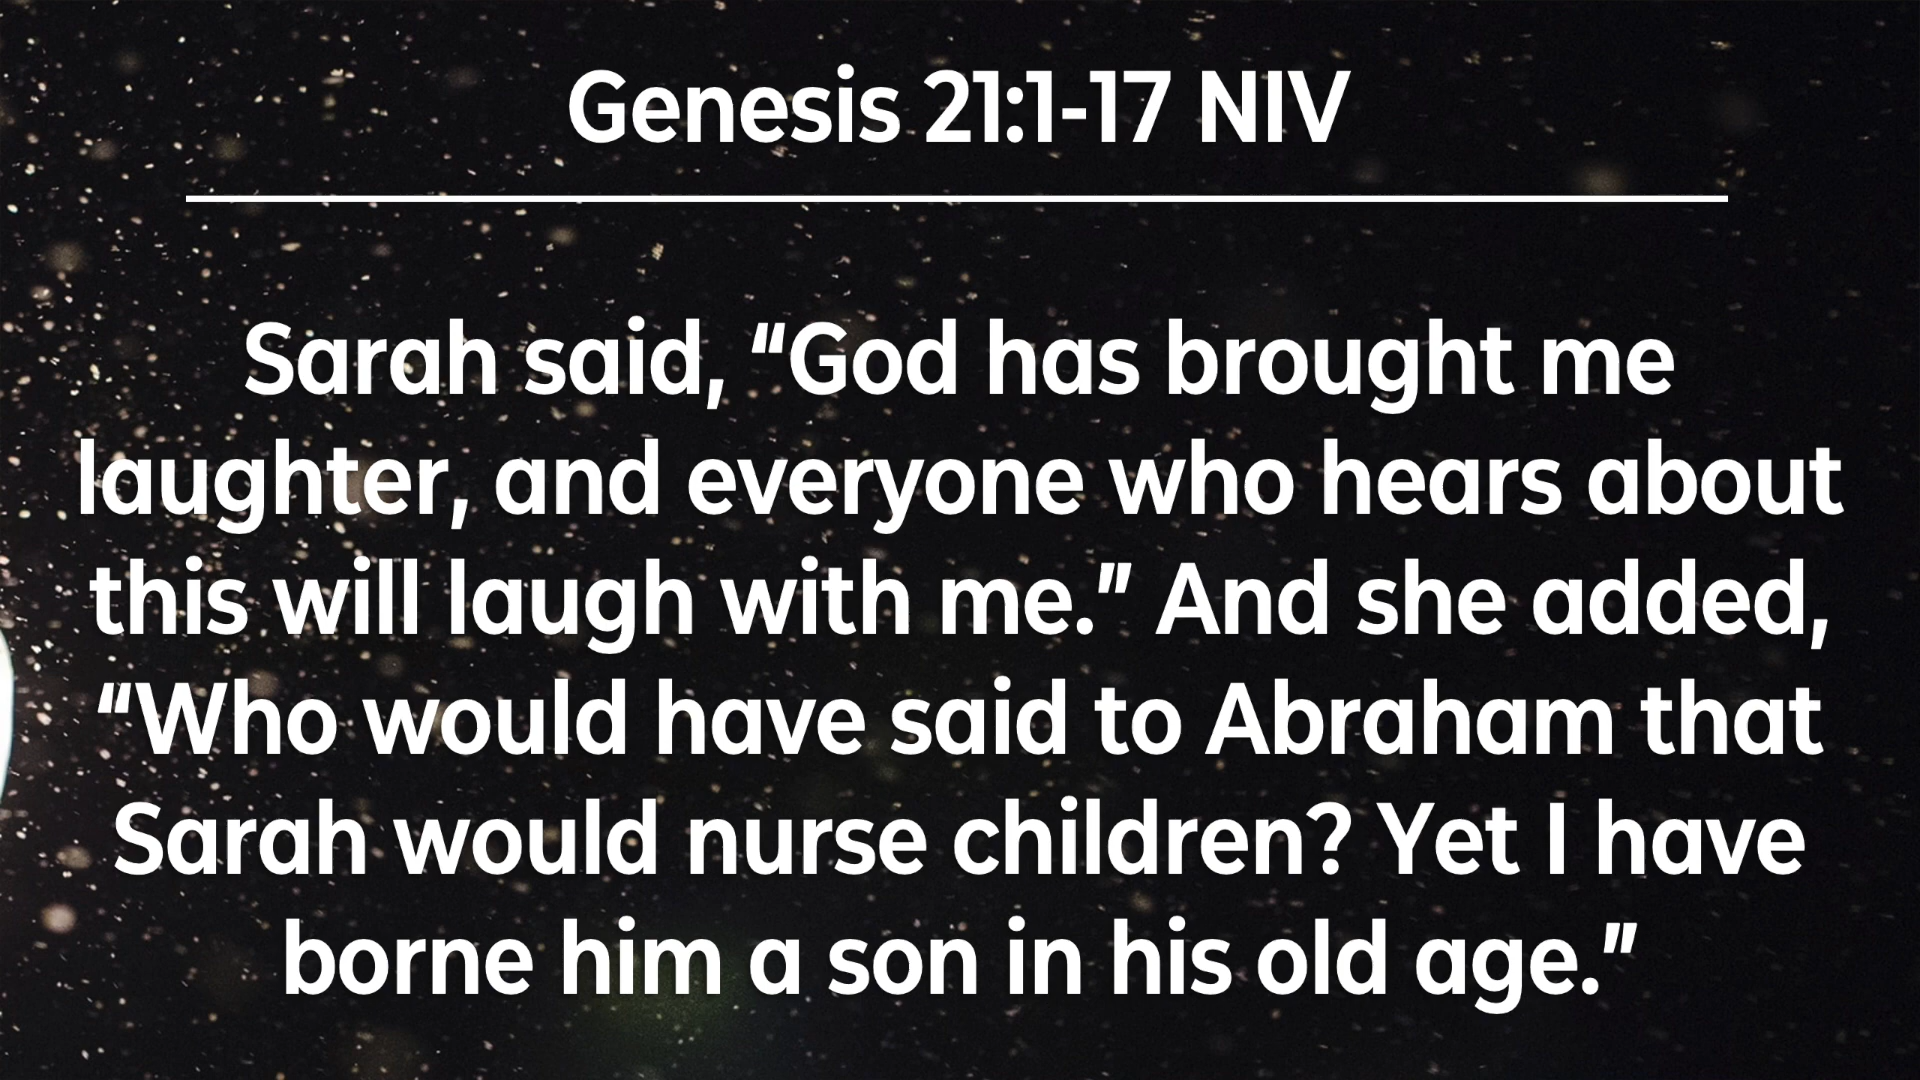 Genesis 21:1-17 NIV
Sarah said, “God has brought me
laughter, and everyone who hears about
this will laugh with me.” And she added,
“Who would have said to Abraham that
Sarah would nurse children? Yet I have
borne him a son in his old age.”